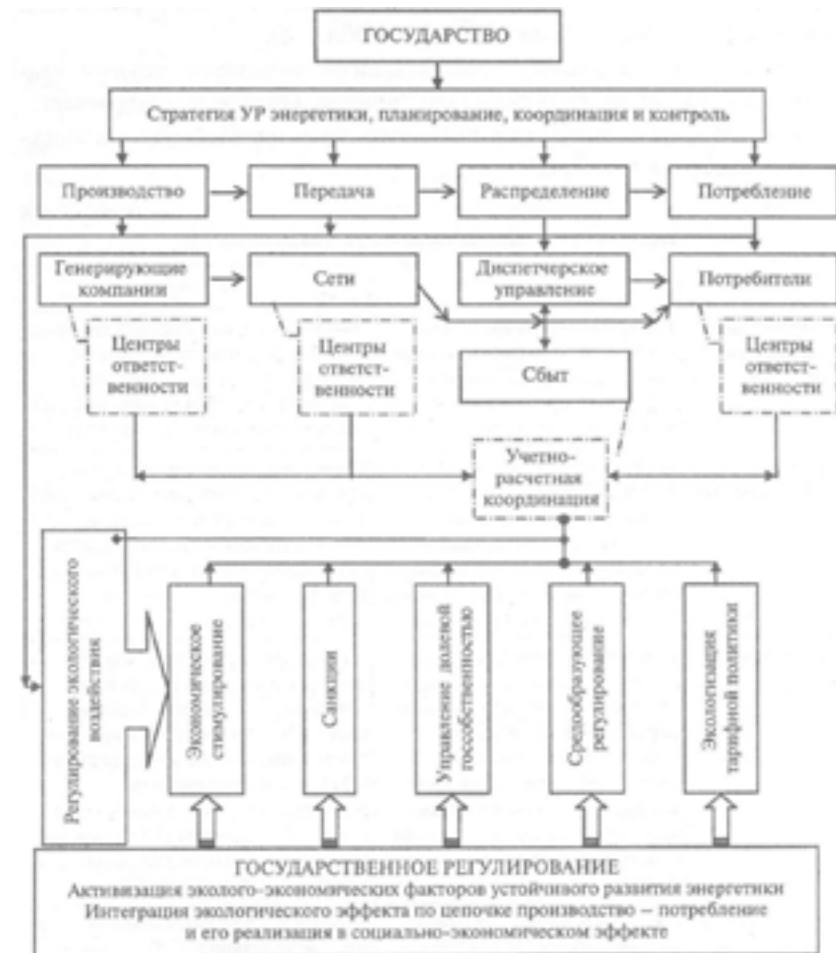 ГОСУДАРСТВО
Стратегия УР энергетики, планирование, координация и контроль
Производство
Передача
Распределение
Потребление
Генерирующие
компании
Сети
Диспетчерское
управление
Потребители
Центры
ответст-
венности
Центры
ответст-
венности
Сбыт
Центры
ответст-
венности
Учетно-
расчетная
координация
Регулирование экологического
воздействия
Экономическое
стимулирование
Санкции
Управление долевой
госсобственностью
Средообразующее
регулирование
Экологизация
тарифной политики
ГОСУДАРСТВЕННОЕ РЕГУЛИРОВАНИЕ
Активизация эколого-экономических факторов устойчивого развития энергетики
Интеграция экологического эффекта по цепочке производство – потребление
и его реализация в социально-экономическом эффекте